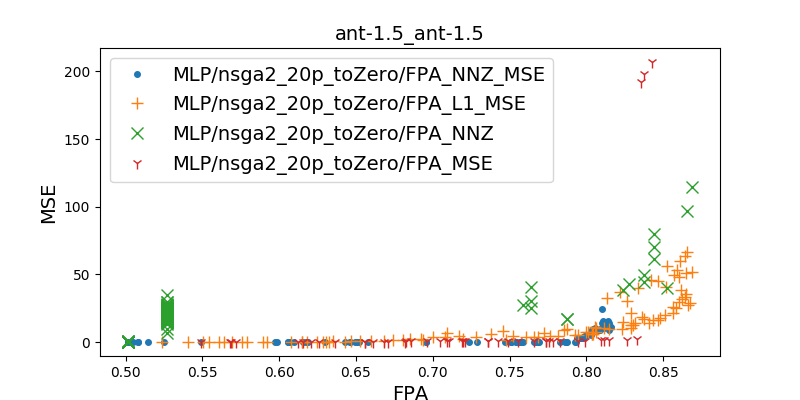 ant-1.5_ant-1.5
MLP/nsga2_20p_toZero/FPA_NNZ_MSE
MLP/nsga2_20p_toZero/FPA_L1_MSE
MLP/nsga2_20p_toZero/FPA_NNZ
MLP/nsga2_20p_toZero/FPA_MSE
MSE
200
150
100
50
0
0.50 0.55 0.60 0.65 0.70 0.75 0.80 0.85
FPA